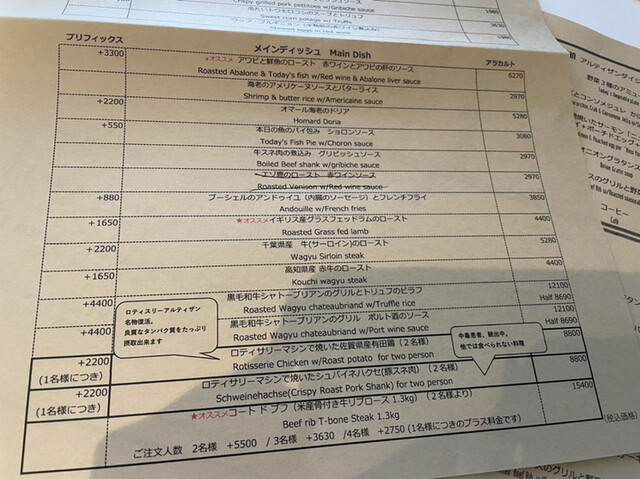 Crispy grilled pork pettitoes w/Gribiche sauce
Sweet corn potage w/ Truffle
プリフィックス
メインディッシュ Main Dish
アラカルト
+3300
オススメ アワビと鮮魚のロースト 赤ワインとアワビの肝のソース
Roasted Abalone & Today's fish w/Red wine & Abalone liver sauce
6270
海老のアメリケーヌソースとバターライス
Shrimp & butter rice w/Americaine sauce
2970
+2200
オマール海老のドリア
Homard Doria
5280
+550
本日の魚のパイ包み ショロンソース
Today's Fish Pie w/Choron sauce
3080
牛スネ肉の煮込み グリビッシュソース
Boiled Beef shank w/gribiche sauce
2970
エゾ鹿のロースト 赤ワインソース
Roasted Venison w/Red wine sauce
2970
+880
ブーシェルのアンドゥイユ(内臓のソーセージ)とフレンチフライ
Andouille w/French fries
3850
+1650
★オススメイギリス産グラスフェッドラムのロースト
Roasted Grass fed lamb
4400
+2200
千葉県産 牛(サーロイン)のロースト
Wagyu Sirloin steak
5280
+1650
高知県産 赤牛のロースト
Kouchi wagyu steak
4400
+4400
黒毛和牛シャトーブリアンのグリルとトリュフのピラフ
Roasted Wagyu chateaubriand w/Truffle rice
12100
Half 8690
+4400
黒毛和牛シャトーブリアンのグリル ポルト酒のソース
Roasted Wagyu chateaubriand w/Port wine sauce
12100
Half 8690
ロティスリーアルティザン
名物復活。
良質なタンパク質をたっぷり
摂取出来ます
+2200
(1名様につき)
ロティサリーマシンで焼いた佐賀県産有田鶏(2名様)
Rotisserie Chicken w/Roast potato for two person
8800
中毒患者、続出中。
他では食べられない料理
+2200
(1名様につき)
ロティサリーマシンで焼いたシュバイネハクセ(豚スネ肉)(2名様)
Schweinehachse(Crispy Roast Pork Shank) for two person
8800
★オススメコート ド ブフ(米産骨付き牛リブロース 1.3kg)(2名様より)
Beef rib T-bone Steak 1.3kg
15400
ご注文人数 2名様 +5500 / 3名様 +3630 /4名様 +2750 (1名様につきのプラス料金です)
(税込価格)
コーヒー
Café